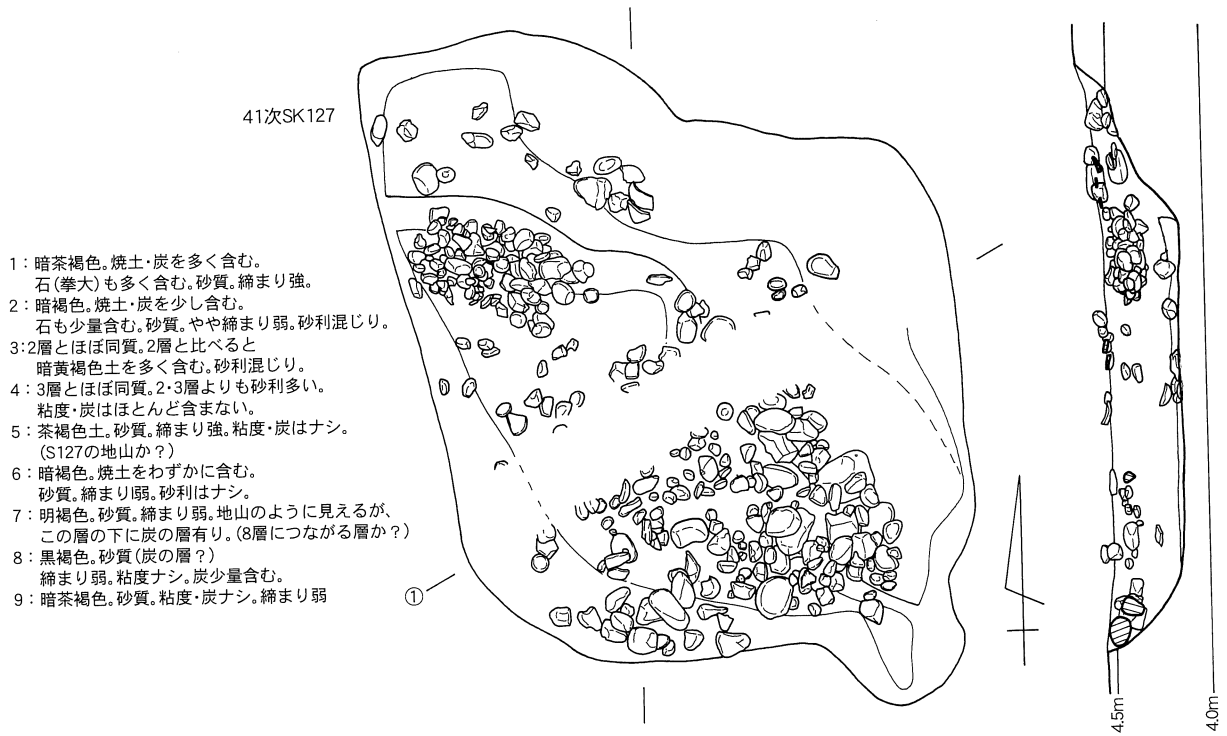 41次SK127
1：暗茶褐色。焼土・炭を多く含む。
石(拳大)も多く含む。砂質。締まり強。
2：暗褐色。焼土・炭を少し含む。
石も少量含む。砂質。やや締まり弱。砂利混じり。
3：2層とほぼ同質。2層と比べると
暗黄褐色土を多く含む。砂利混じり。
4：3層とほぼ同質。2・3層よりも砂利多い。
粘度・炭はほとんど含まない。
5：茶褐色土。砂質。締まり強。粘度・炭はナシ。
(S127の地山か？)
6：暗褐色。焼土をわずかに含む。
砂質。締まり弱。砂利はナシ。
7：明褐色。砂質。締まり弱。地山のように見えるが、
この層の下に炭の層有り。(8層につながる層か？)
8：黒褐色。砂質(炭の層？)
締まり弱。粘度ナシ。炭少量含む。
9：暗茶褐色。砂質。粘度・炭ナシ。締まり弱
①
4.5m
4.0m